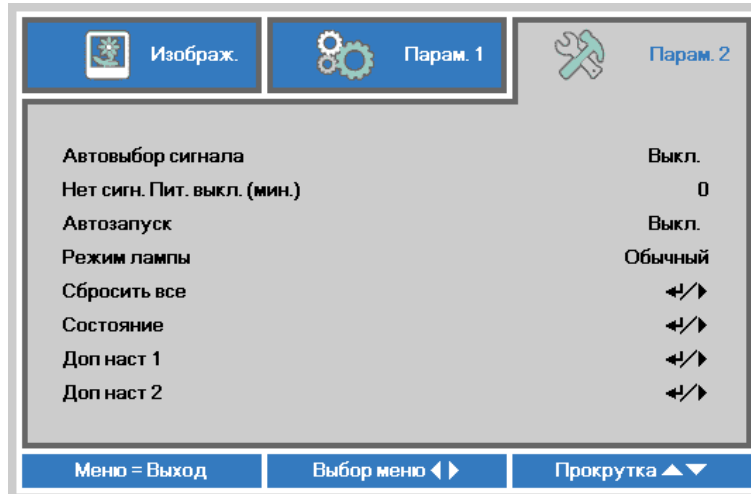 Изображ. Парам. 1 Парам. 2
Автовыбор сигнала Выкл.
Нет сигн. Пит. выкл. (мин.) 0
Автозапуск Выкл.
Режим лампы Обычный
Сбросить все ↵/▶
Состояние ↵/▶
Доп наст 1 ↵/▶
Доп наст 2 ↵/▶
Меню = Выход Выбор меню ◀▶ Прокрутка ▲▼